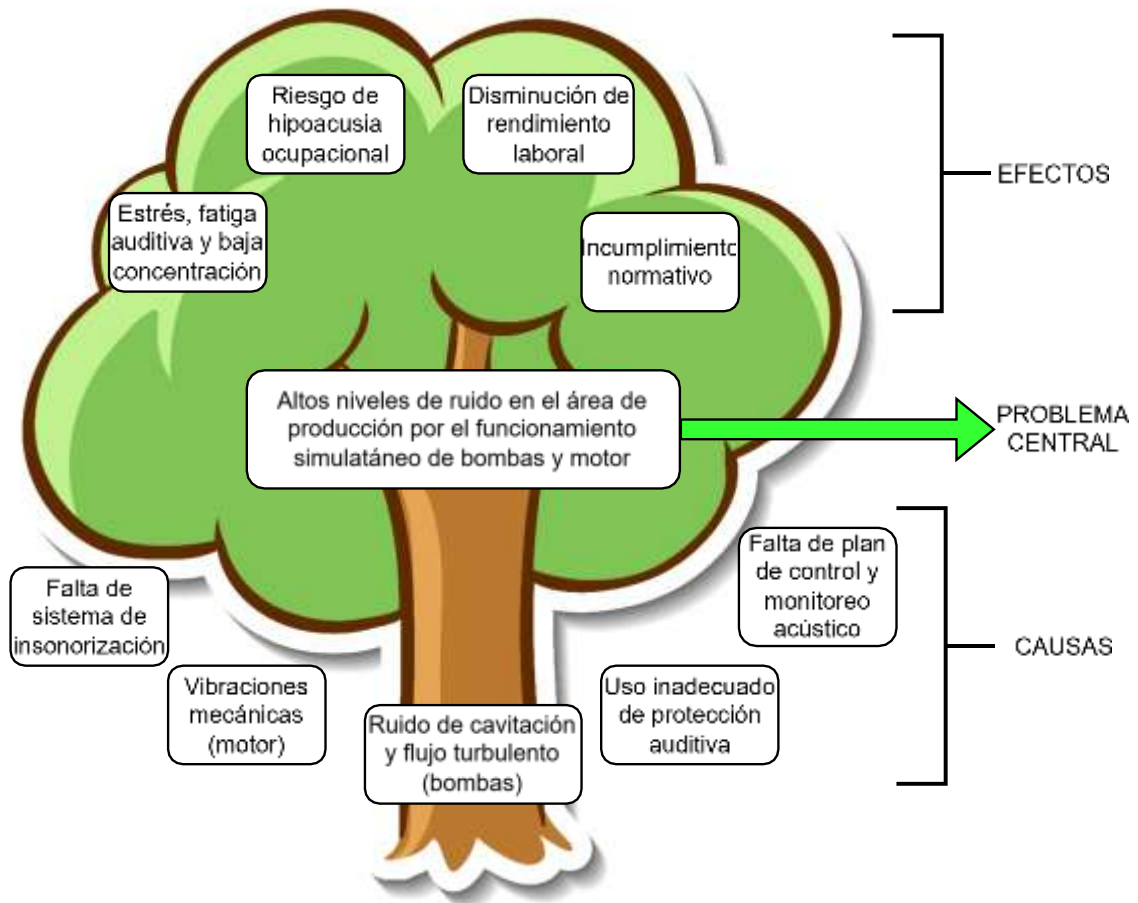 Riesgo de
hipoacusia
ocupacional
Disminución de
rendimiento
laboral
EFECTOS
Estrés, fatiga
auditiva y baja
concentración
Incumplimiento
normativo
Altos niveles de ruido en el área de
producción por el funcionamiento
simulatáneo de bombas y motor
PROBLEMA
CENTRAL
Falta de plan
de control y
monitoreo
acústico
Falta de
sistema de
insonorización
CAUSAS
Vibraciones
mecánicas
(motor)
Ruido de cavitación
y flujo turbulento
(bombas)
Uso inadecuado
de protección
auditiva